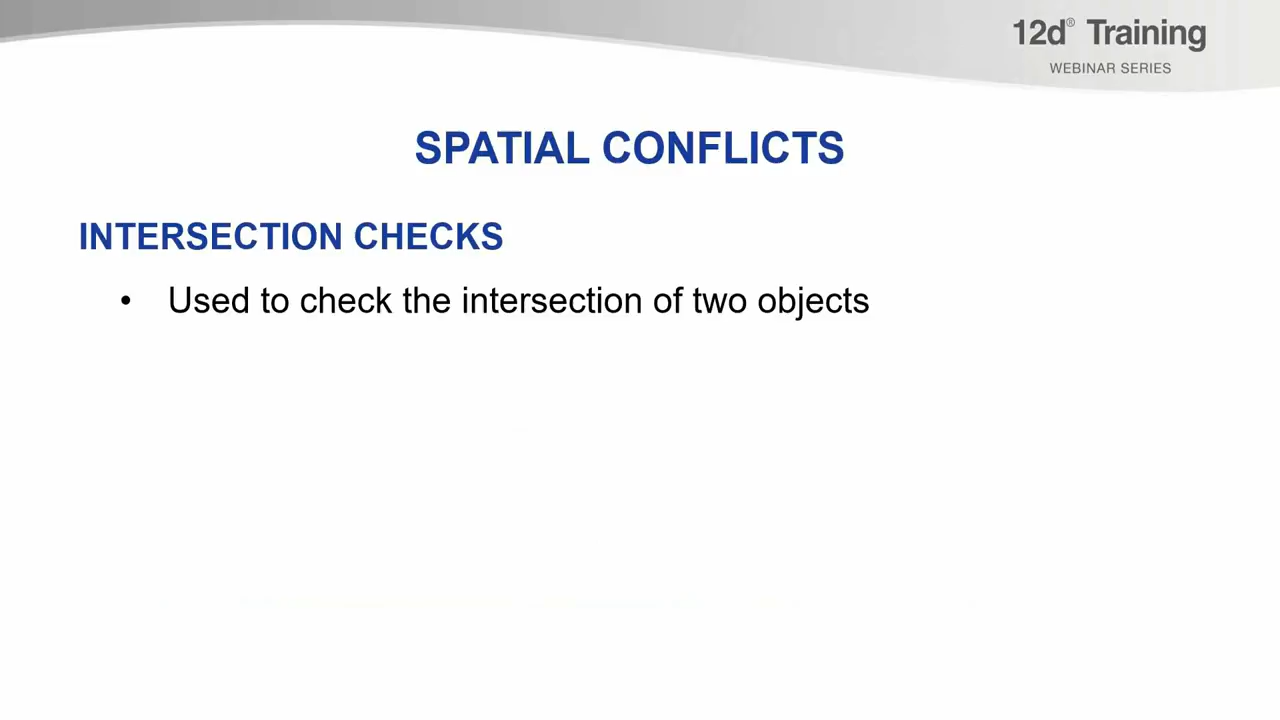 12d® Training
WEBINAR SERIES
SPATIAL CONFLICTS
INTERSECTION CHECKS
• Used to check the intersection of two objects